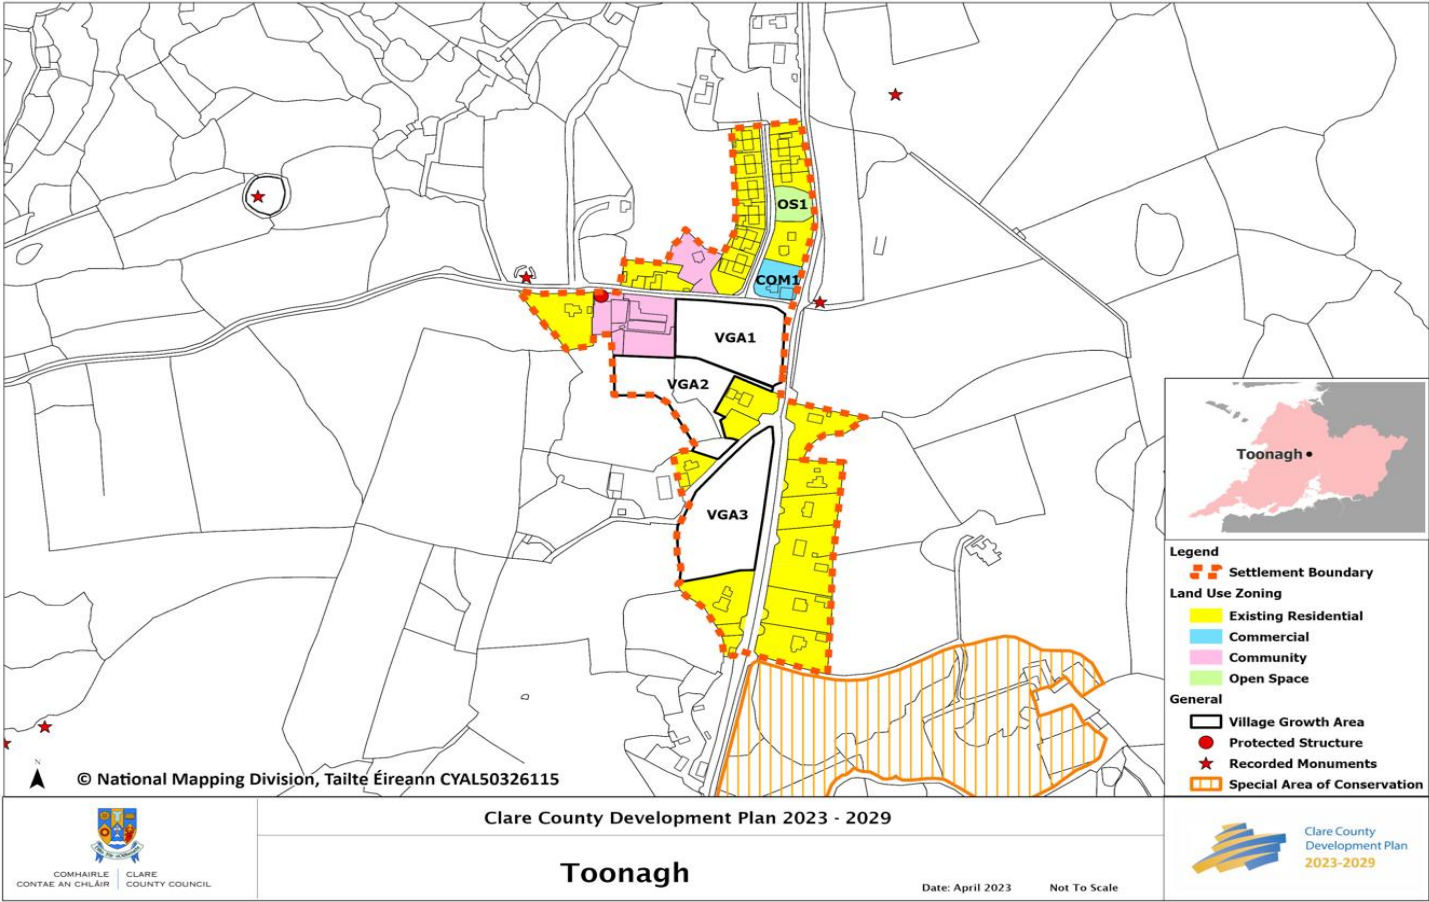 OS1
COM1
VGA1
VGA2
VGA3
Toonagh
Legend
Settlement Boundary
Land Use Zoning
Existing Residential
Commercial
Community
Open Space
General
Village Growth Area
Protected Structure
Recorded Monuments
Special Area of Conservation
N
© National Mapping Division, Tailte Éireann CYAL50326115
COMHAIRLE
CONTAE AN CHLÁIR
CLARE
COUNTY COUNCIL
Clare County Development Plan 2023 - 2029
Toonagh
Date: April 2023 Not To Scale
Clare County
Development Plan
2023-2029